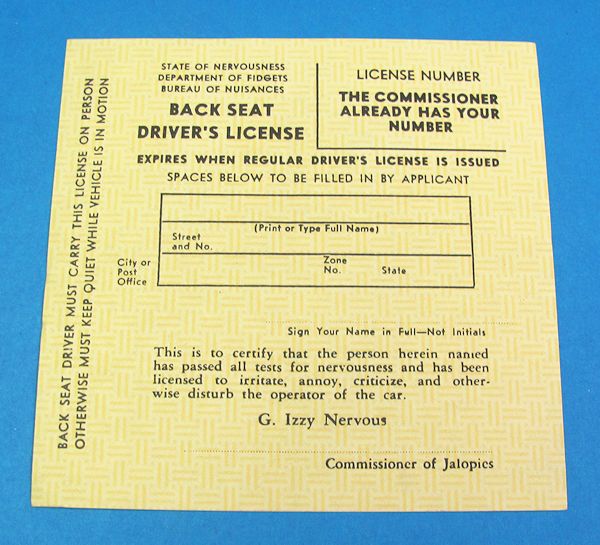 STATE OF NERVOUSNESS
DEPARTMENT OF FIDGETS
BUREAU OF NUISANCES
BACK SEAT
DRIVER'S LICENSE
LICENSE NUMBER
THE COMMISSIONER
ALREADY HAS YOUR
NUMBER
EXPIRES WHEN REGULAR DRIVER'S LICENSE IS ISSUED
SPACES BELOW TO BE FILLED IN BY APPLICANT
(Print or Type Full Name)
Street
and No.
City or
Post
Office
Zone
No.
State
Sign Your Name in Full—Not Initials
This is to certify that the person herein named
has passed all tests for nervousness and has been
licensed to irritate, annoy, criticize, and other-
wise disturb the operator of the car.
G. Izzy Nervous
Commissioner of Jalopies
BACK SEAT DRIVER MUST CARRY THIS LICENSE ON PERSON
OTHERWISE MUST KEEP QUIET WHILE VEHICLE IS IN MOTION